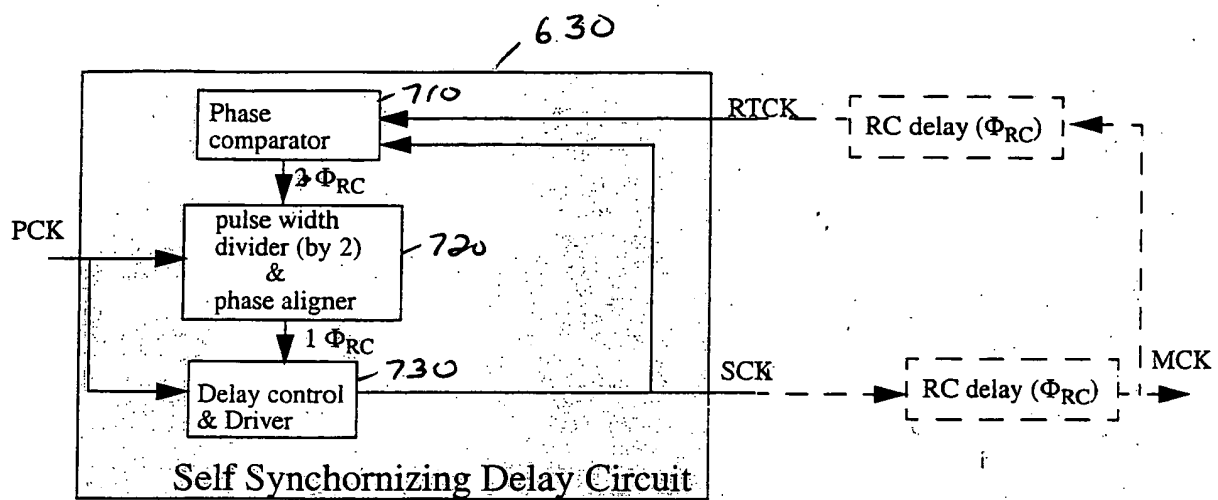 630
710
Phase
comparator
RTCK
RC delay (ΦRC)
2 ΦRC
PCK
pulse width
divider (by 2)
&
phase aligner
720
1 ΦRC
730
Delay control
& Driver
SCK
RC delay (ΦRC)
MCK
Self Synchornizing Delay Circuit